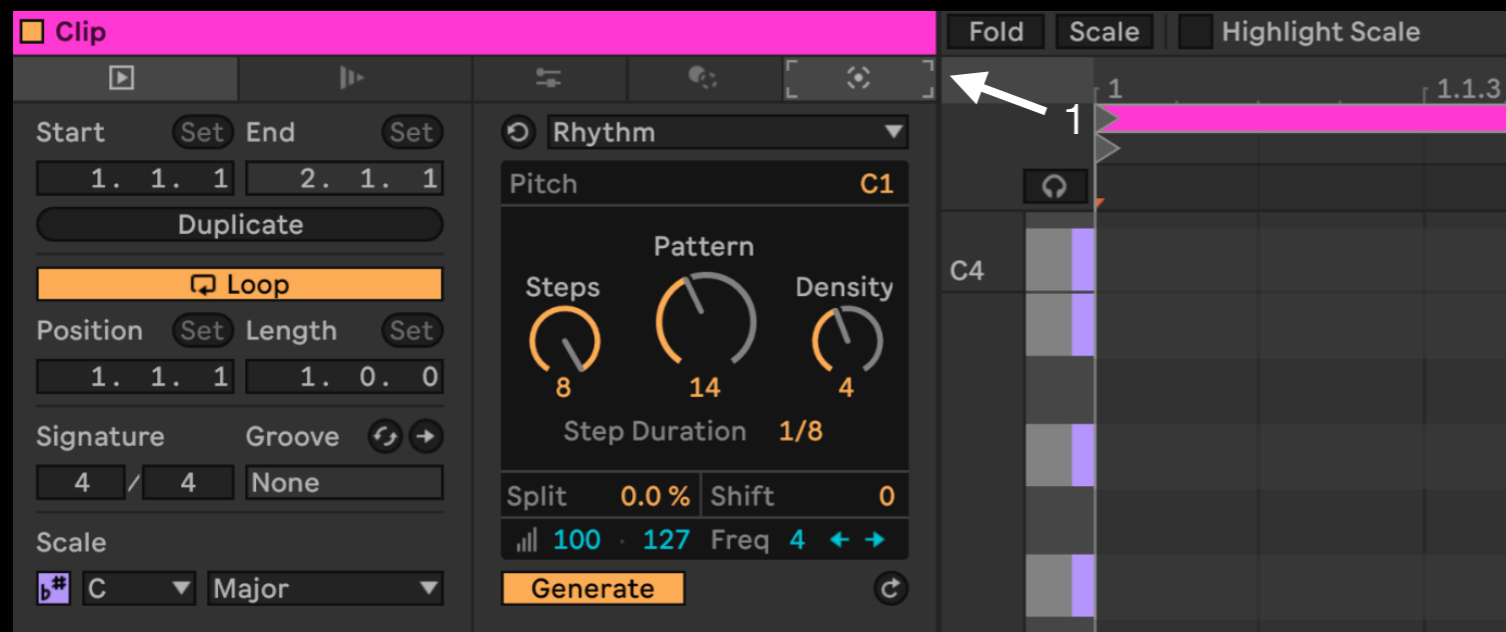 Clip
Fold Scale Highlight Scale
1 1.1.3
1
Start Set End Set
1. 1. 1 2. 1. 1
Duplicate
Loop
Position Set Length Set
1. 1. 1 1. 0. 0
Signature Groove
4 / 4 None
Scale
b# C Major
Rhythm
Pitch C1
Pattern
Steps Density
8 14 4
Step Duration 1/8
Split 0.0 % Shift 0
100 · 127 Freq 4
Generate
C4